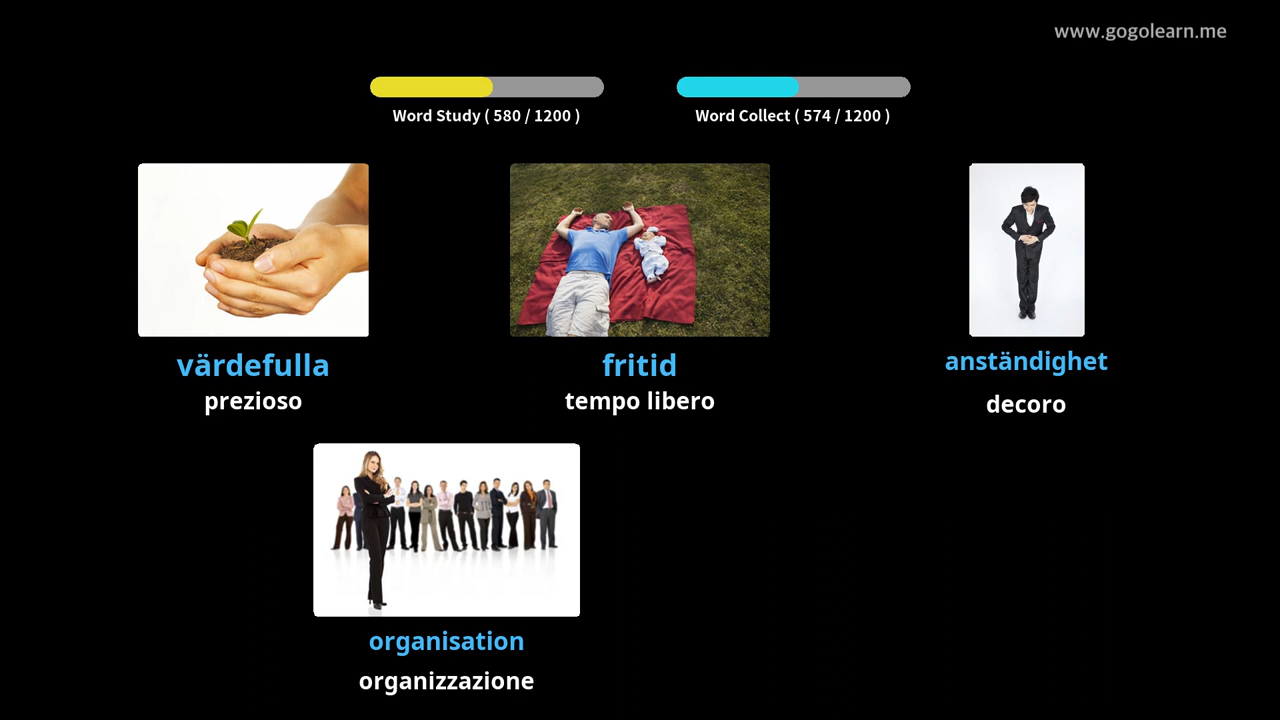 www.gogolearn.me
Word Study ( 580 / 1200 )
Word Collect ( 574 / 1200 )
värdefulla
prezioso
fritid
tempo libero
anständighet
decoro
organisation
organizzazione